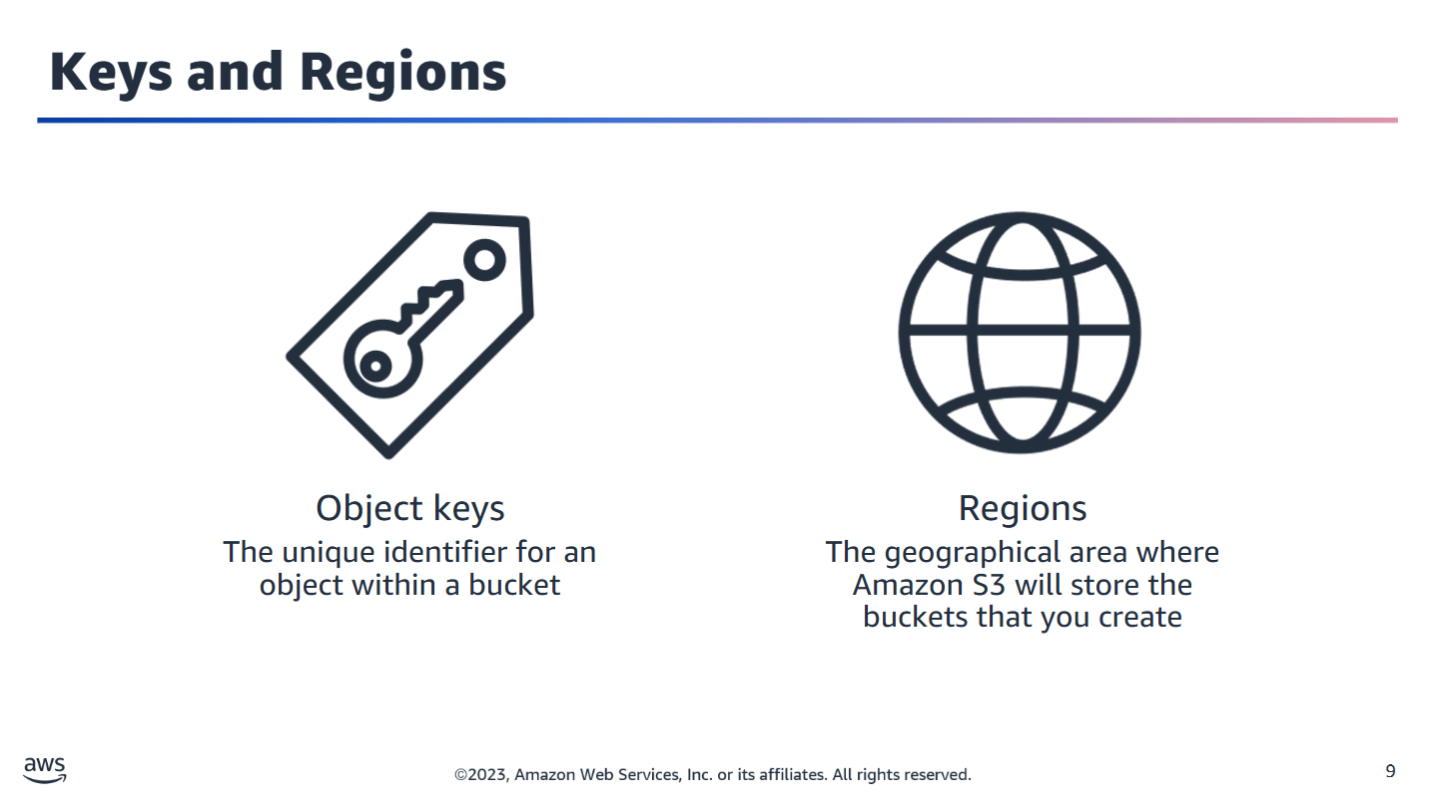 Keys and Regions
Object keys
The unique identifier for an
object within a bucket
Regions
The geographical area where
Amazon S3 will store the
buckets that you create
aws
©2023, Amazon Web Services, Inc. or its affiliates. All rights reserved.
9